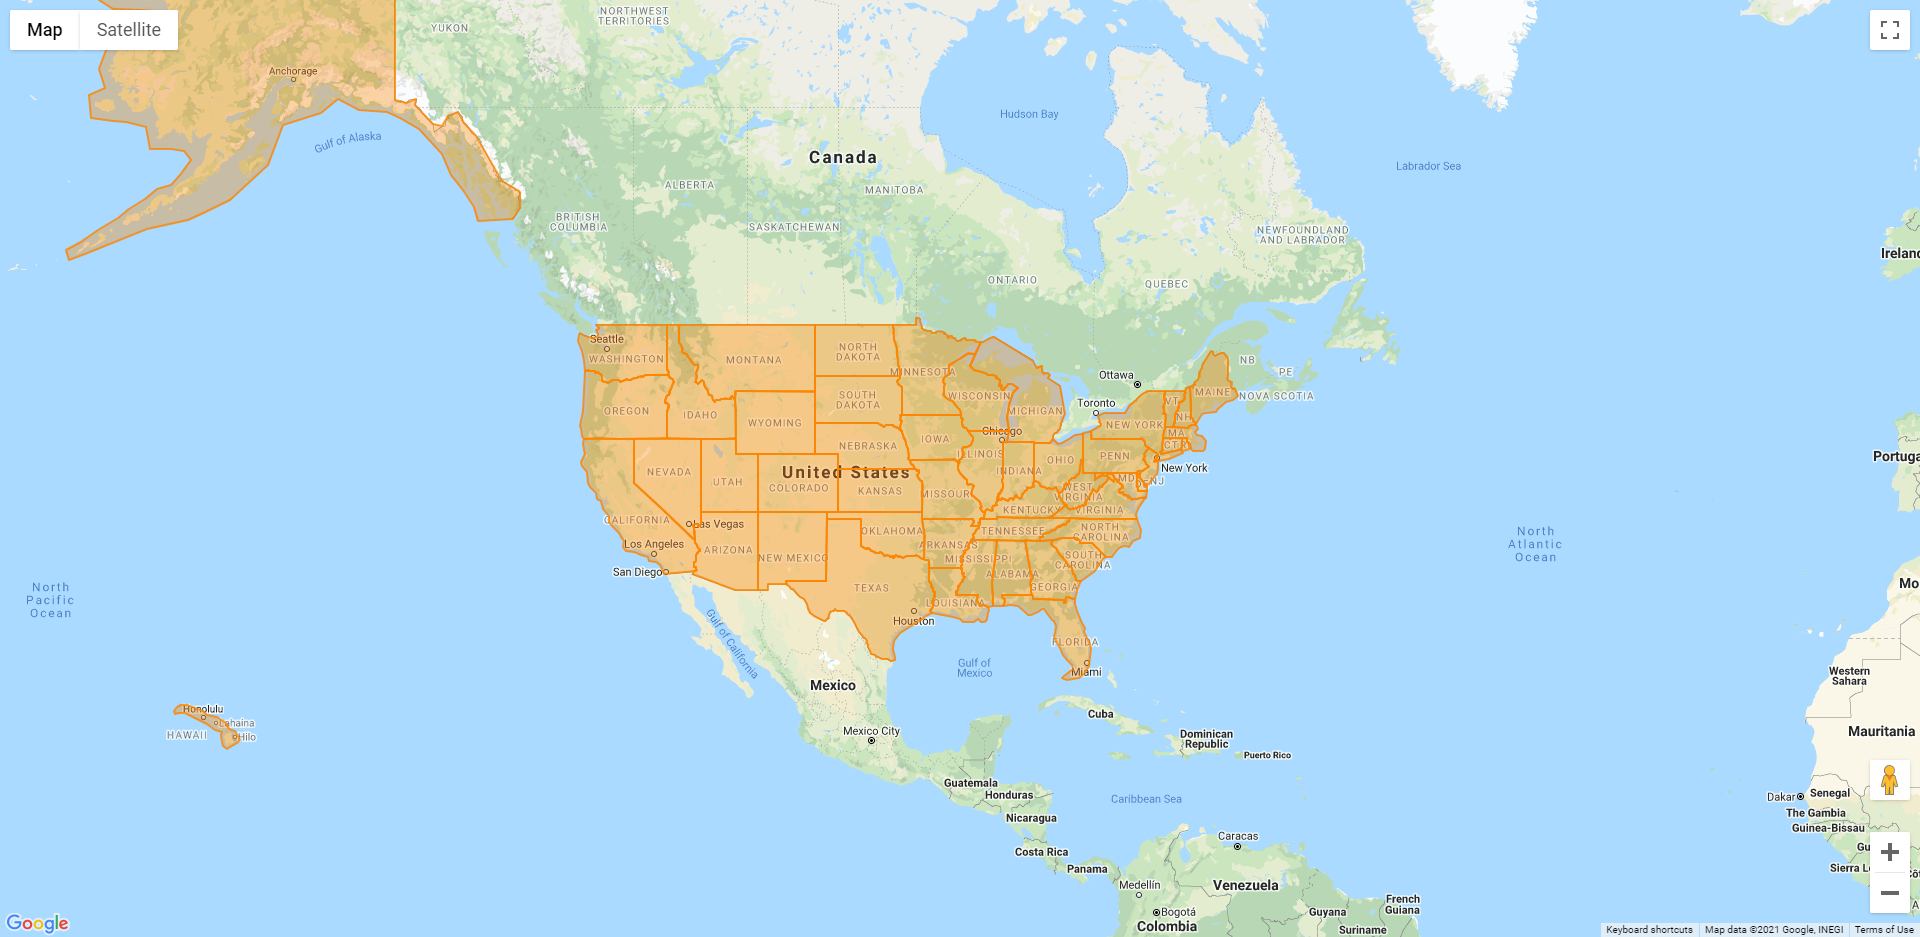 Map
Satellite
NORTHWEST
TERRITORIES
YUKON
Anchorage
Gulf of Alaska
Hudson Bay
Canada
Labrador Sea
ALBERTA
MANITOBA
BRITISH
COLUMBIA
SASKATCHEWAN
NEWFOUNDLAND
AND LABRADOR
Ireland
ONTARIO
QUEBEC
Seattle
WASHINGTON
MONTANA
NORTH
DAKOTA
MINNESOTA
NB
PE
NOVA SCOTIA
Ottawa
MAINE
OREGON
IDAHO
WYOMING
SOUTH
DAKOTA
WISCONSIN
MICHIGAN
Toronto
VT
NH
NEW YORK
MA
CT
RI
Chicago
IOWA
NEBRASKA
ILLINOIS
INDIANA
OHIO
PENN
New York
Portuga
NEVADA
UTAH
United States
COLORADO
KANSAS
MISSOURI
WEST
VIRGINIA
MD
DE
NJ
KENTUCKY
VIRGINIA
CALIFORNIA
Las Vegas
Los Angeles
San Diego
ARIZONA
NEW MEXICO
OKLAHOMA
ARKANSAS
TENNESSEE
NORTH
CAROLINA
MISSISSIPPI
SOUTH
CAROLINA
ALABAMA
GEORGIA
TEXAS
LOUISIANA
Houston
FLORIDA
Miami
North
Pacific
Ocean
North
Atlantic
Ocean
Mo
Gulf of California
Gulf of
Mexico
Mexico
Western
Sahara
Honolulu
Lahaina
HAWAII
Hilo
Mexico City
Cuba
Dominican
Republic
Puerto Rico
Mauritania
Guatemala
Honduras
Caribbean Sea
Nicaragua
Dakar
Senegal
The Gambia
Guinea-Bissau
Gu
Costa Rica
Panama
Caracas
Sierra Le
Côt
Medellín
Venezuela
Bogotá
Colombia
French
Guiana
Guyana
Suriname
A
Google
Keyboard shortcuts
Map data ©2021 Google, INEGI
Terms of Use